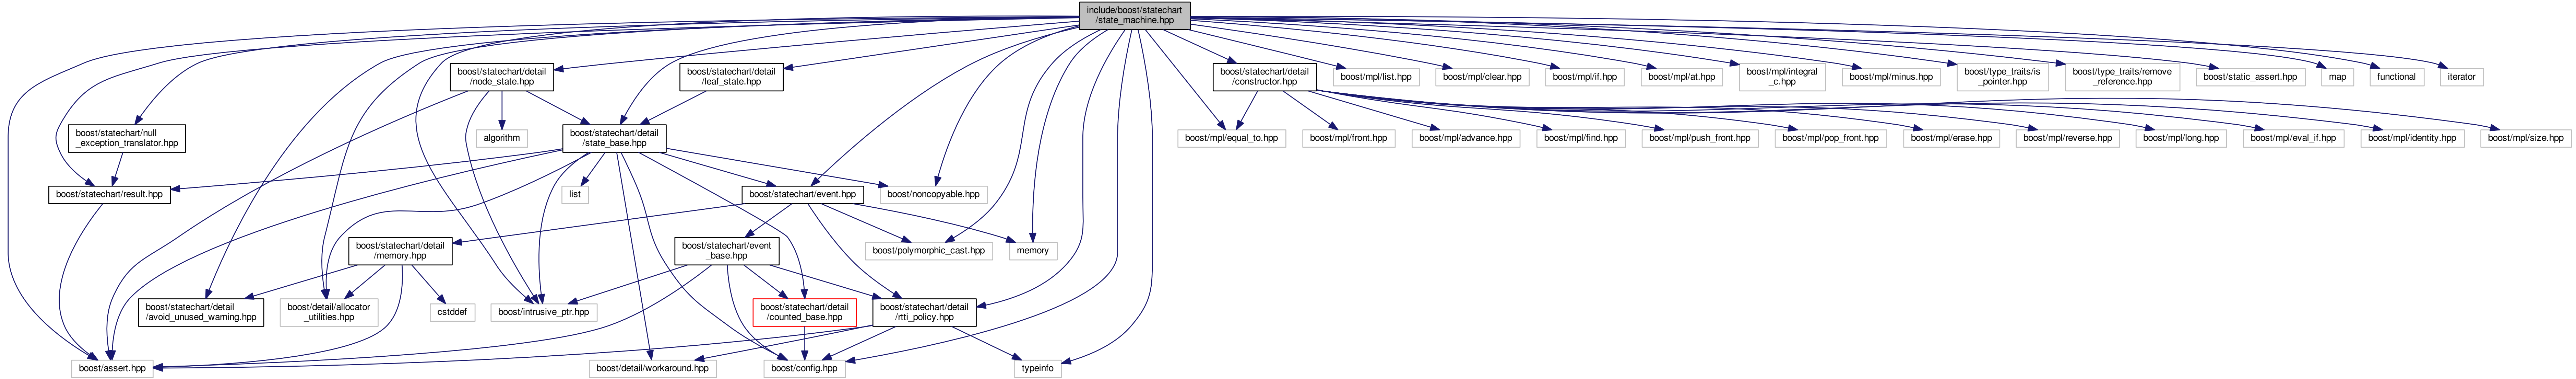 include/boost/statechart
/state_machine.hpp
boost/statechart/detail
/node_state.hpp
boost/statechart/detail
/leaf_state.hpp
boost/statechart/detail
/constructor.hpp
boost/mpl/list.hpp
boost/mpl/clear.hpp
boost/mpl/if.hpp
boost/mpl/at.hpp
boost/mpl/integral
_c.hpp
boost/mpl/minus.hpp
boost/type_traits/is
_pointer.hpp
boost/type_traits/remove
_reference.hpp
boost/static_assert.hpp
map
functional
iterator
boost/statechart/null
_exception_translator.hpp
algorithm
boost/statechart/detail
/state_base.hpp
boost/mpl/equal_to.hpp
boost/mpl/front.hpp
boost/mpl/advance.hpp
boost/mpl/find.hpp
boost/mpl/push_front.hpp
boost/mpl/pop_front.hpp
boost/mpl/erase.hpp
boost/mpl/reverse.hpp
boost/mpl/long.hpp
boost/mpl/eval_if.hpp
boost/mpl/identity.hpp
boost/mpl/size.hpp
boost/statechart/result.hpp
list
boost/statechart/event.hpp
boost/noncopyable.hpp
boost/statechart/detail
/memory.hpp
boost/statechart/event
_base.hpp
boost/polymorphic_cast.hpp
memory
boost/statechart/detail
/avoid_unused_warning.hpp
boost/detail/allocator
_utilities.hpp
cstddef
boost/intrusive_ptr.hpp
boost/statechart/detail
/counted_base.hpp
boost/statechart/detail
/rtti_policy.hpp
boost/assert.hpp
boost/detail/workaround.hpp
boost/config.hpp
typeinfo